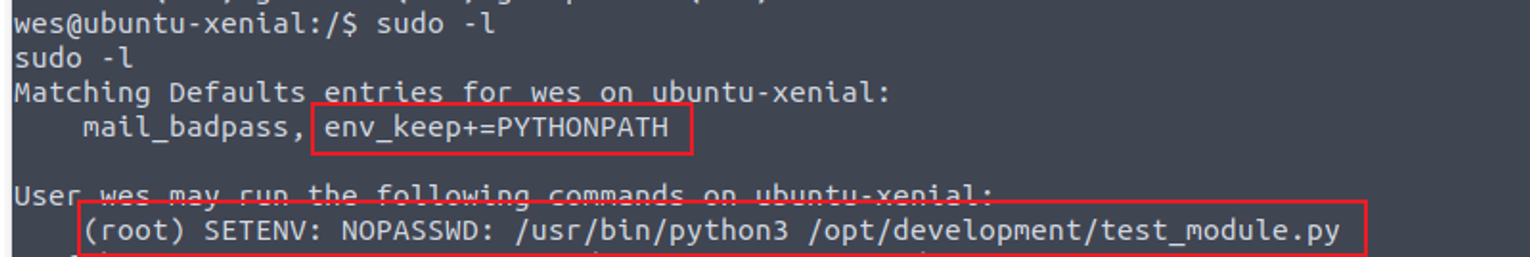 wes@ubuntu-xenial:/$ sudo -l
sudo -l
Matching Defaults entries for wes on ubuntu-xenial:
    mail_badpass, env_keep+=PYTHONPATH
User wes may run the following commands on ubuntu-xenial:
    (root) SETENV: NOPASSWD: /usr/bin/python3 /opt/development/test_module.py